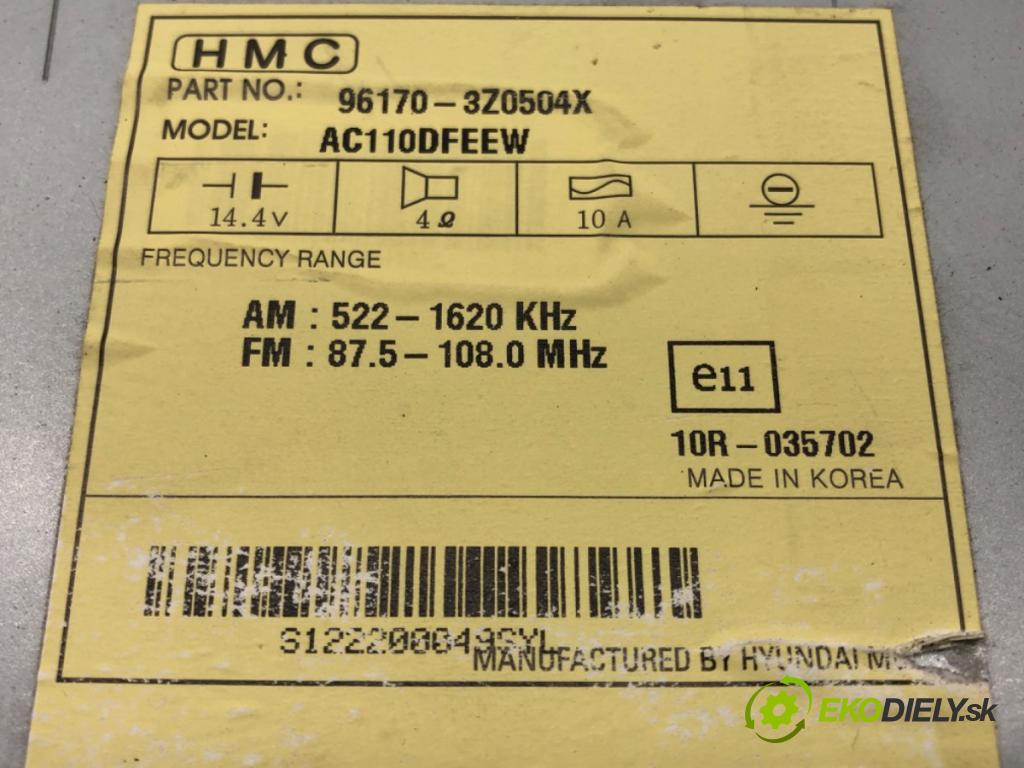 HMC
PART NO.: 96170-3Z0504X
MODEL: AC110DFEEW
14.4V 4Ω 10 A
FREQUENCY RANGE
AM : 522-1620 KHz
FM : 87.5-108.0 MHz
e11
10R-035702
MADE IN KOREA
MANUFACTURED BY HYUNDAI
EKODIELY.sk